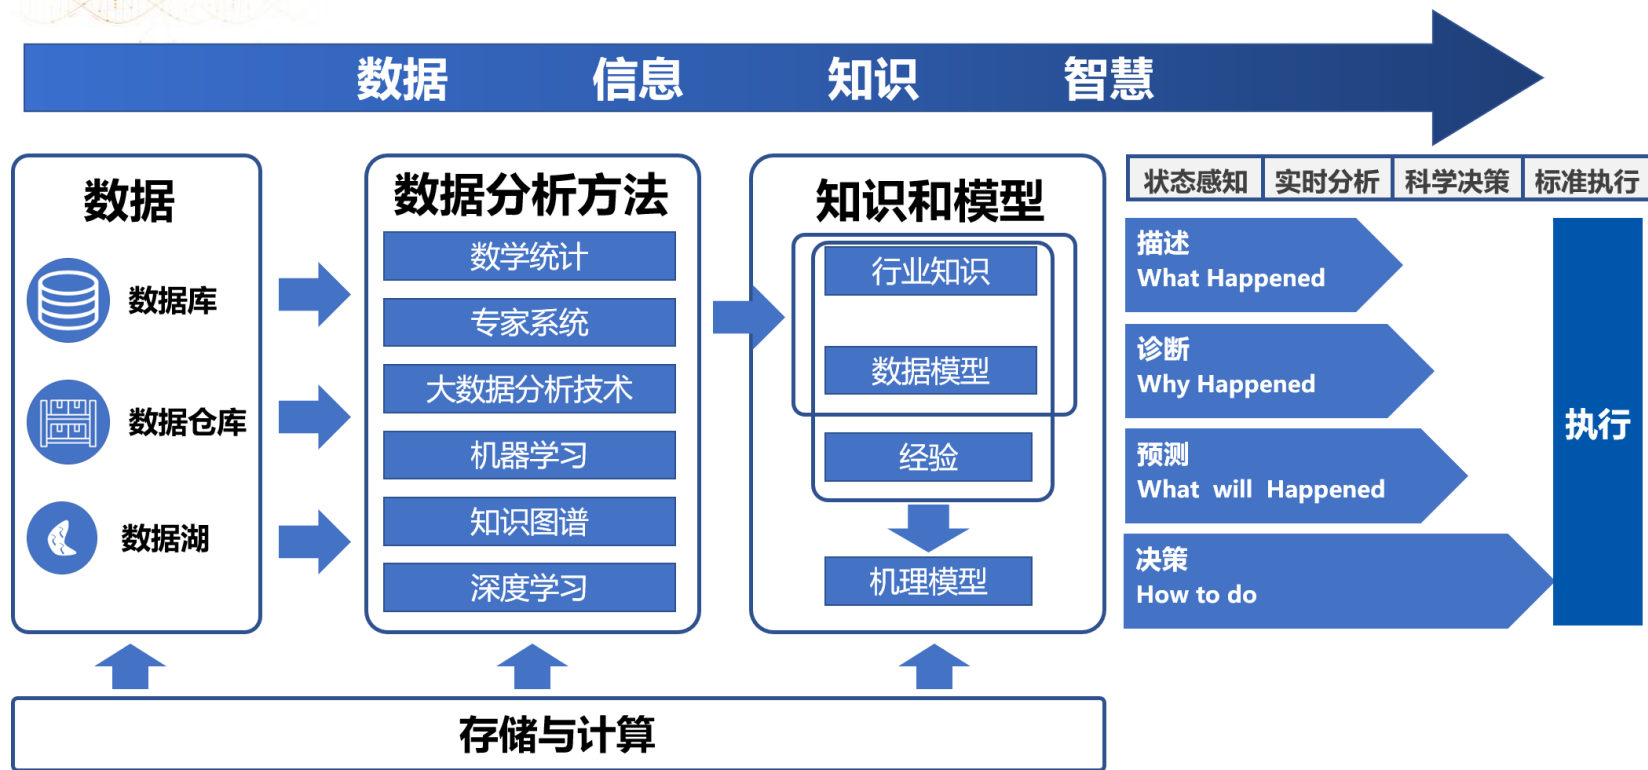 数据 信息 知识 智慧
数据
数据库
数据仓库
数据湖
数据分析方法
数学统计
专家系统
大数据分析技术
机器学习
知识图谱
深度学习
知识和模型
行业知识
数据模型
经验
机理模型
状态感知 实时分析 科学决策 标准执行
描述
What Happened
诊断
Why Happened
预测
What will Happened
决策
How to do
执行
存储与计算